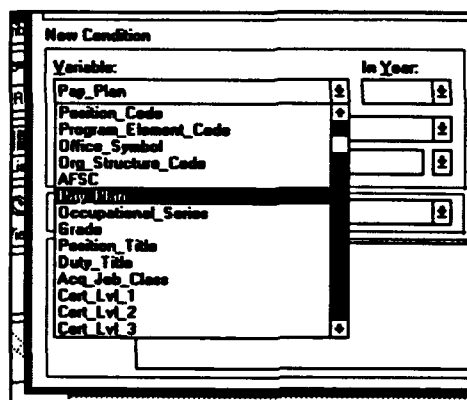 New Condition
Variable: In Year:
Pay_Plan
Position_Code
Program_Element_Code
Office_Symbol
Org_Structure_Code
AFSC
Pay_Plan
Occupational_Series
Grade
Position_Title
Duty_Title
Acq_Job_Class
Cert_Lvl_1
Cert_Lvl_2
Cert_Lvl_3